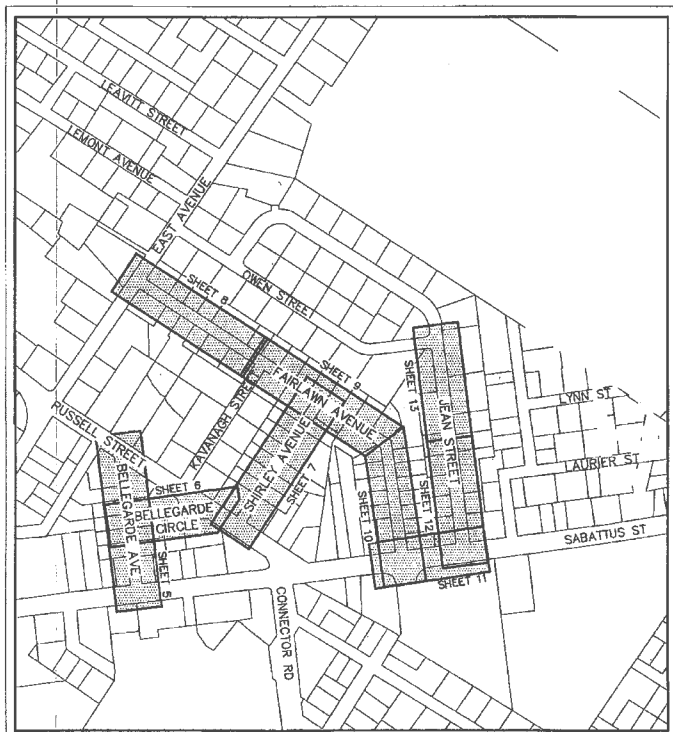 LEAVITT STREET
LEMONT AVENUE
EAST AVENUE
SHEET 8
OWEN STREET
SHEET 9
FAIRLAWN AVENUE
SHEET 13
JEAN STREET
LYNN ST
KAVANAGH STREET
RUSSELL STREET
SHIRLEY AVENUE
SHEET 7
LAURIER ST
BELLEGARDE AVE.
SHEET 6
BELLEGARDE
CIRCLE
SHEET 10
SHEET 12
SABATTUS ST
SHEET 5
SHEET 11
CONNECTOR RD